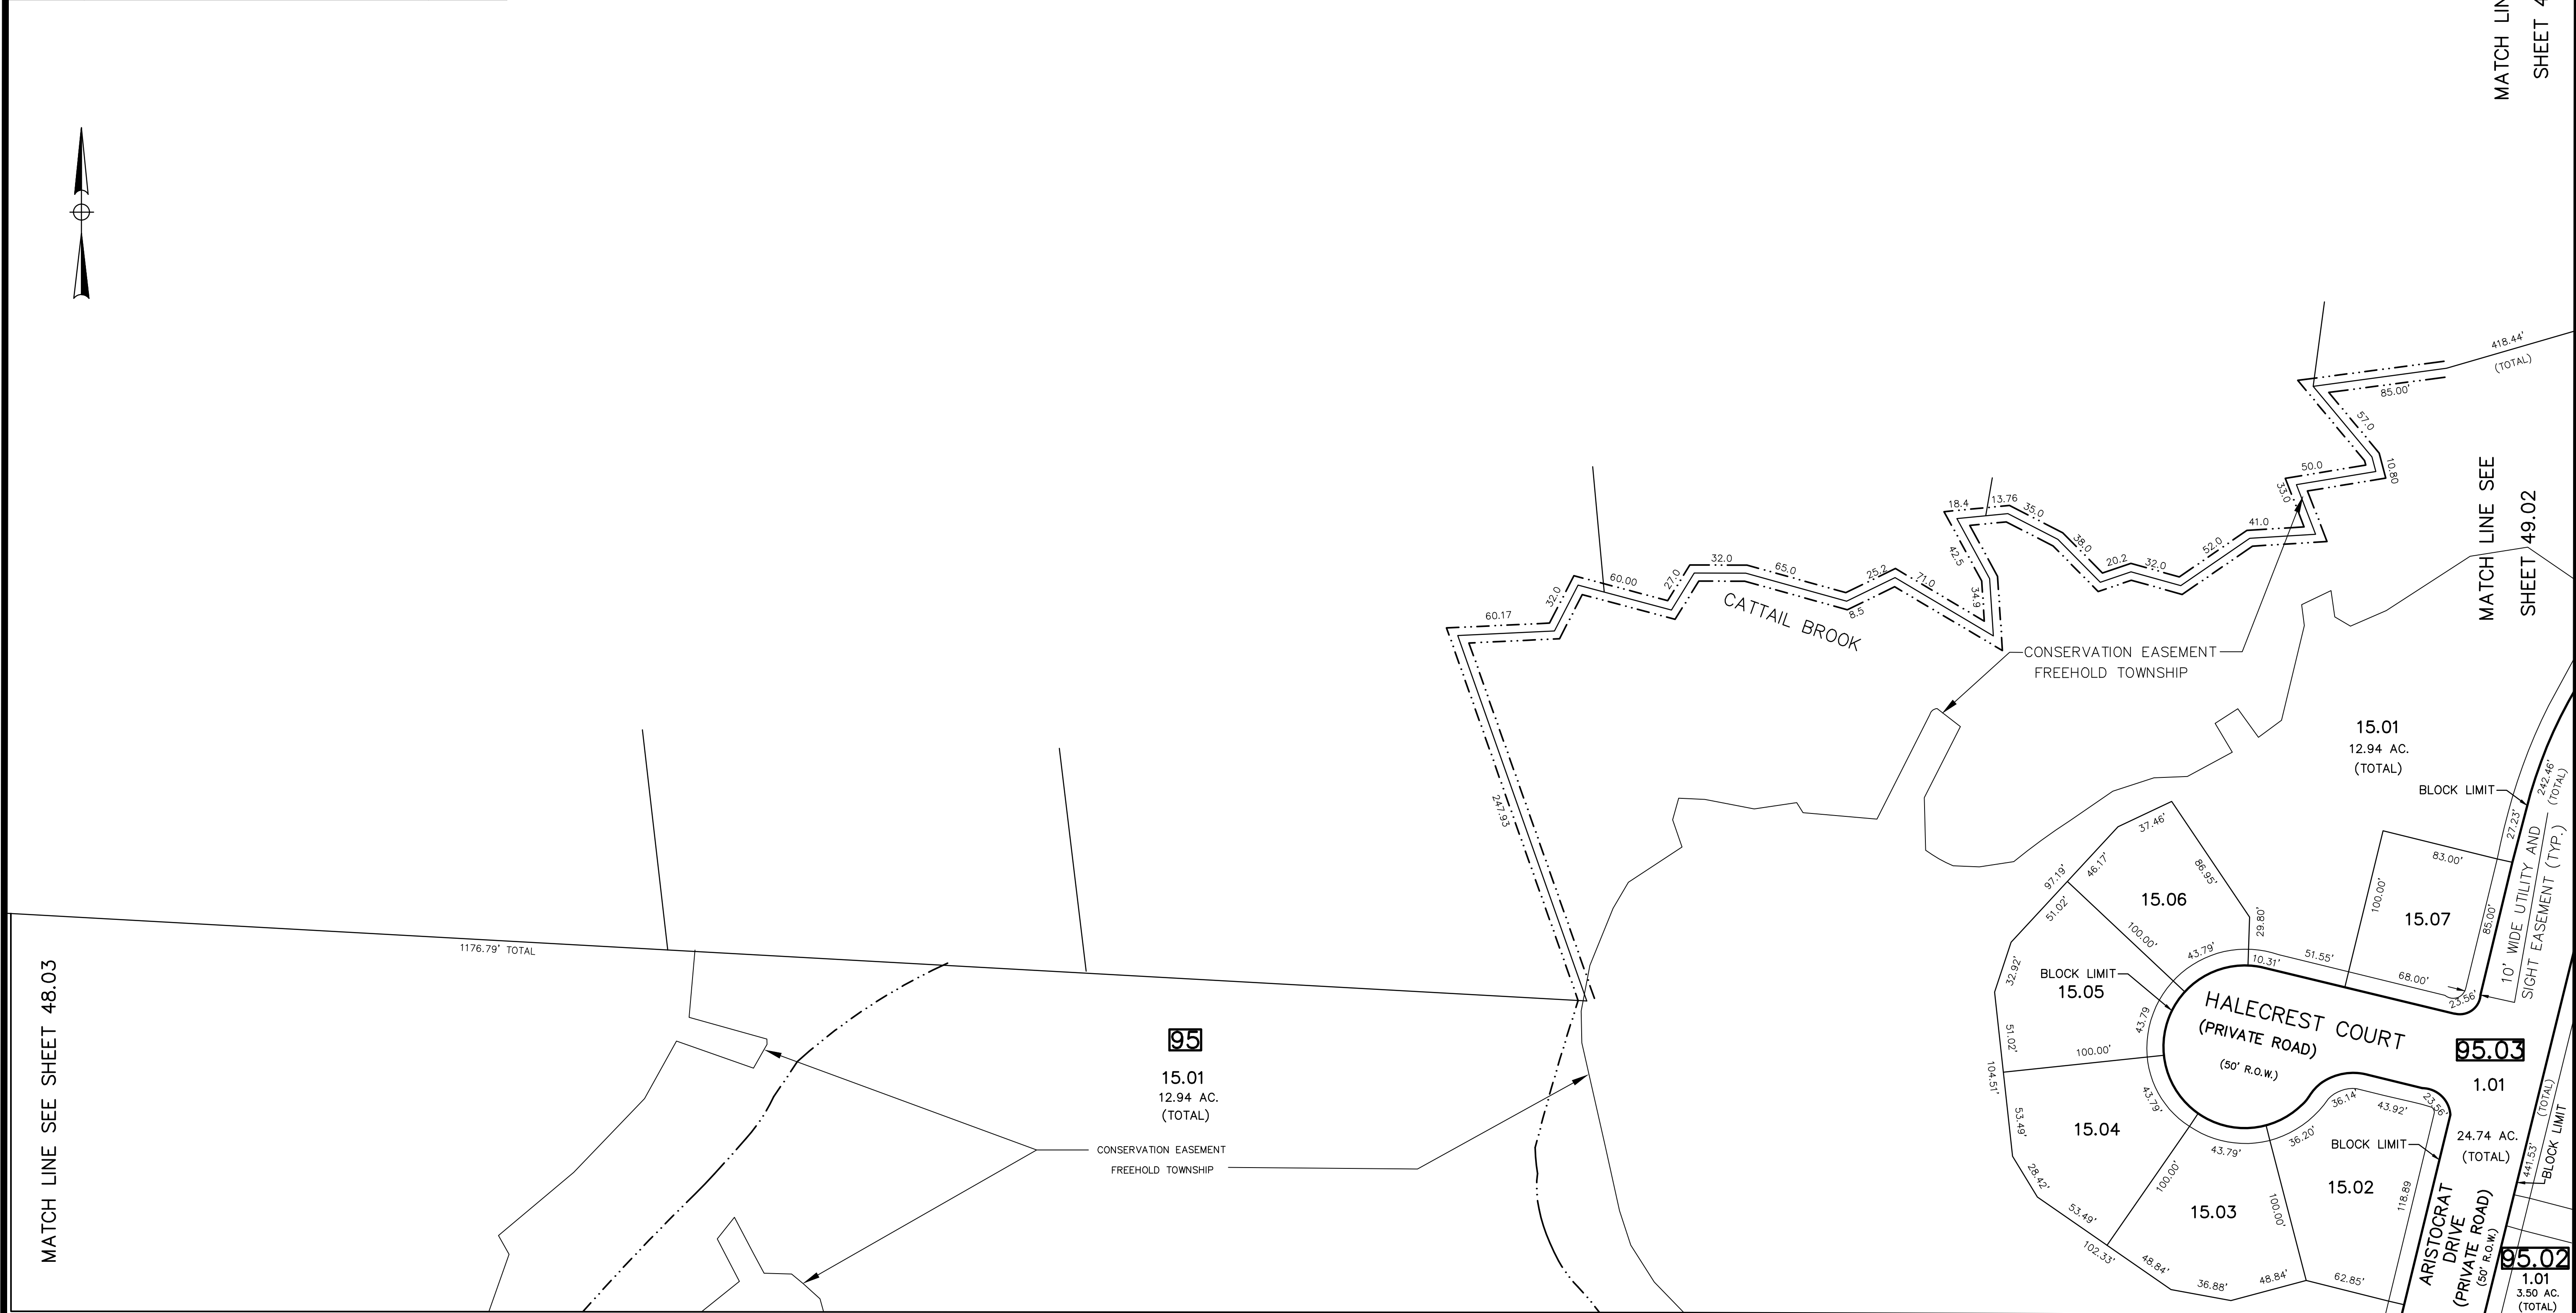 MATCH LIN
SHEET 4
418.44'
(TOTAL)
85.00'
57.0
10.80
50.0
33.0
MATCH LINE SEE
SHEET 49.02
18.4
13.76
35.0
38.0
20.2
32.0
52.0
41.0
42.5
34.9
60.17
32.0
60.00
27.0
32.0
65.0
25.2
8.5
71.0
CATTAIL BROOK
CONSERVATION EASEMENT
FREEHOLD TOWNSHIP
247.93
15.01
12.94 AC.
(TOTAL)
BLOCK LIMIT
242.46'
(TOTAL)
27.23'
10' WIDE UTILITY AND
SIGHT EASEMENT (TYP.)
37.46'
86.95'
97.19'
46.17'
51.02'
15.06
29.80'
100.00'
83.00'
100.00'
15.07
85.00'
1176.79' TOTAL
MATCH LINE SEE SHEET 48.03
32.92'
BLOCK LIMIT
15.05
43.79'
10.31'
51.55'
68.00'
23.56'
43.79
51.02'
100.00'
HALECREST COURT
(PRIVATE ROAD)
(50' R.O.W.)
95
15.01
12.94 AC.
(TOTAL)
CONSERVATION EASEMENT
FREEHOLD TOWNSHIP
95.03
1.01
24.74 AC.
(TOTAL)
104.51'
53.49'
15.04
43.79'
28.42'
53.49'
102.33'
100.00'
43.79'
15.03
48.84'
36.88'
48.84'
100.00'
36.20'
36.14'
43.92'
23.56'
BLOCK LIMIT
15.02
118.89
62.85'
441.53'
(TOTAL)
BLOCK LIMIT
ARISTOCRAT
DRIVE
(PRIVATE ROAD)
(50' R.O.W.)
95.02
1.01
3.50 AC.
(TOTAL)